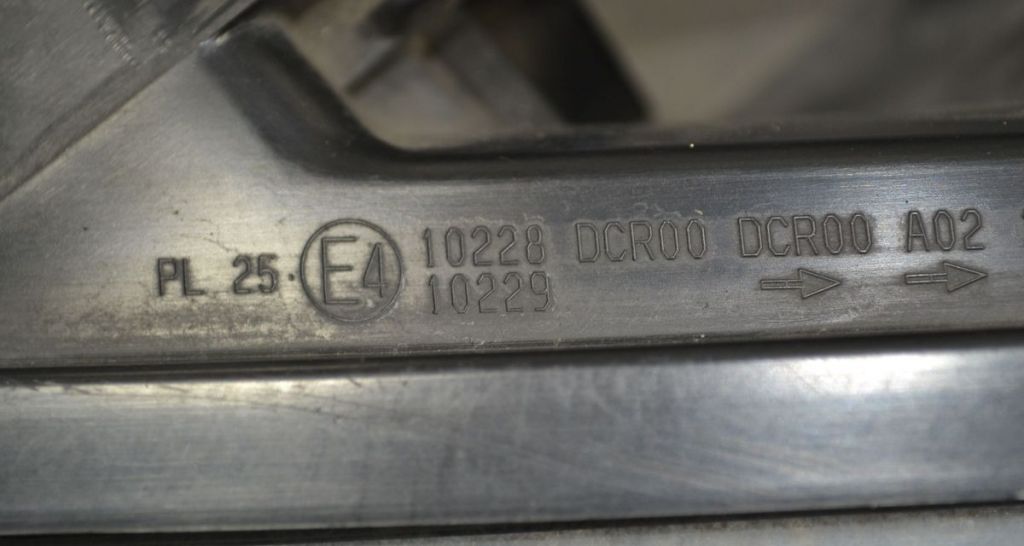 PL 25. E4 10228 DCR00 DCR00 A02
10229 → →